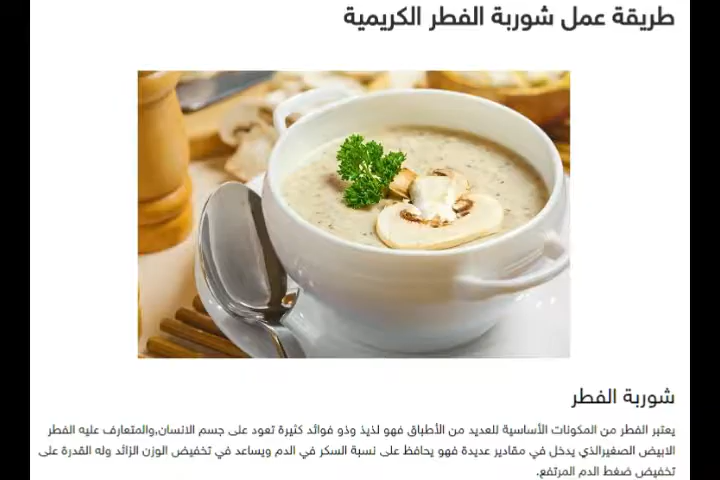 طريقة عمل شوربة الفطر الكريمية
شوربة الفطر
يعتبر الفطر من المكونات الأساسية للعديد من الأطباق فهو لذيذ وذو فوائد كثيرة تعود على جسم الانسان,والمتعارف عليه الفطر
الابيض الصغيرالذي يدخل في مقادير عديدة فهو يحافظ على نسبة السكر في الدم ويساعد في تخفيض الوزن الزائد وله القدرة على
تخفيض ضغط الدم المرتفع.